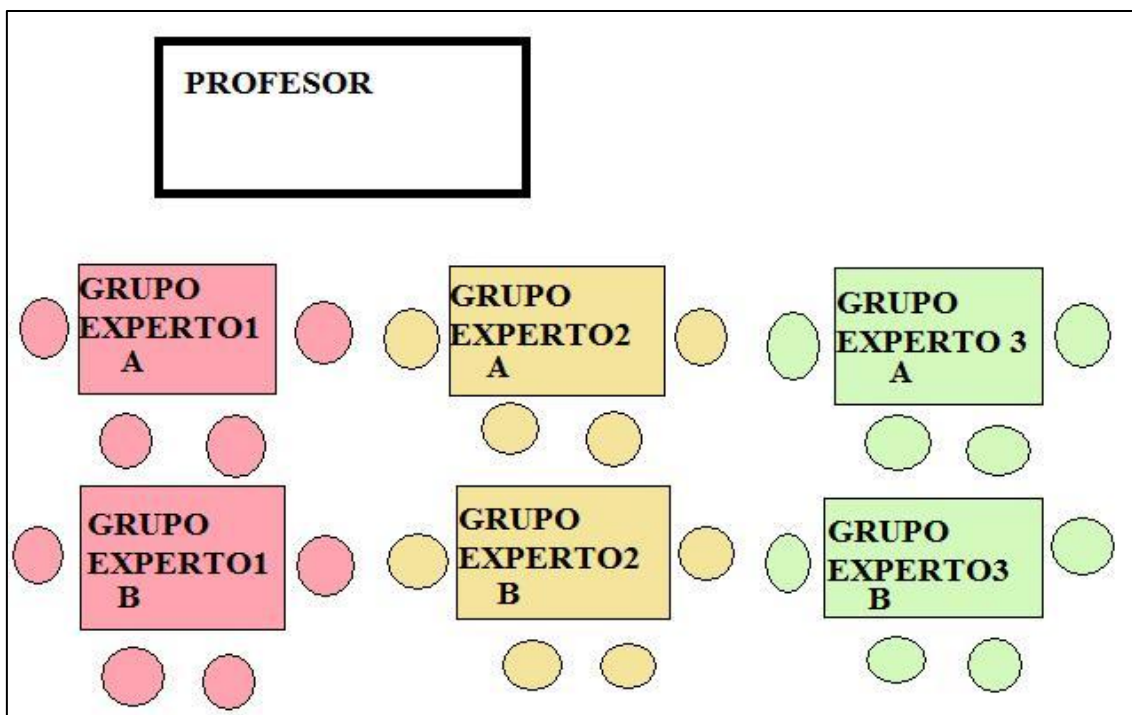 PROFESOR
GRUPO
EXPERTO1
A
GRUPO
EXPERTO2
A
GRUPO
EXPERTO 3
A
GRUPO
EXPERTO1
B
GRUPO
EXPERTO2
B
GRUPO
EXPERTO3
B